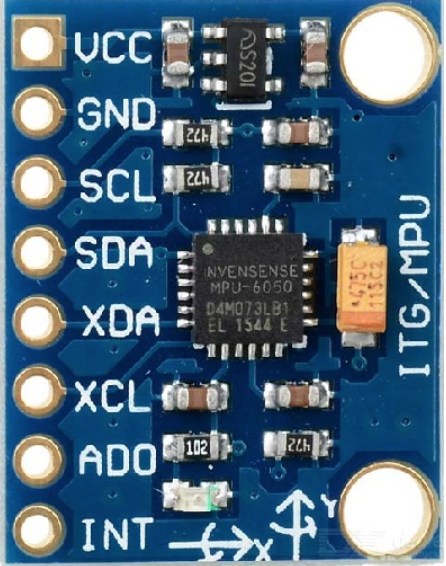 VCC
GND
SCL
SDA
XDA
XCL
AD0
INT
472
472
INVENSENSE
MPU-6050
D4M073LB1
EL 1544 E
475C
ITG/MPU
102
472
X
Y